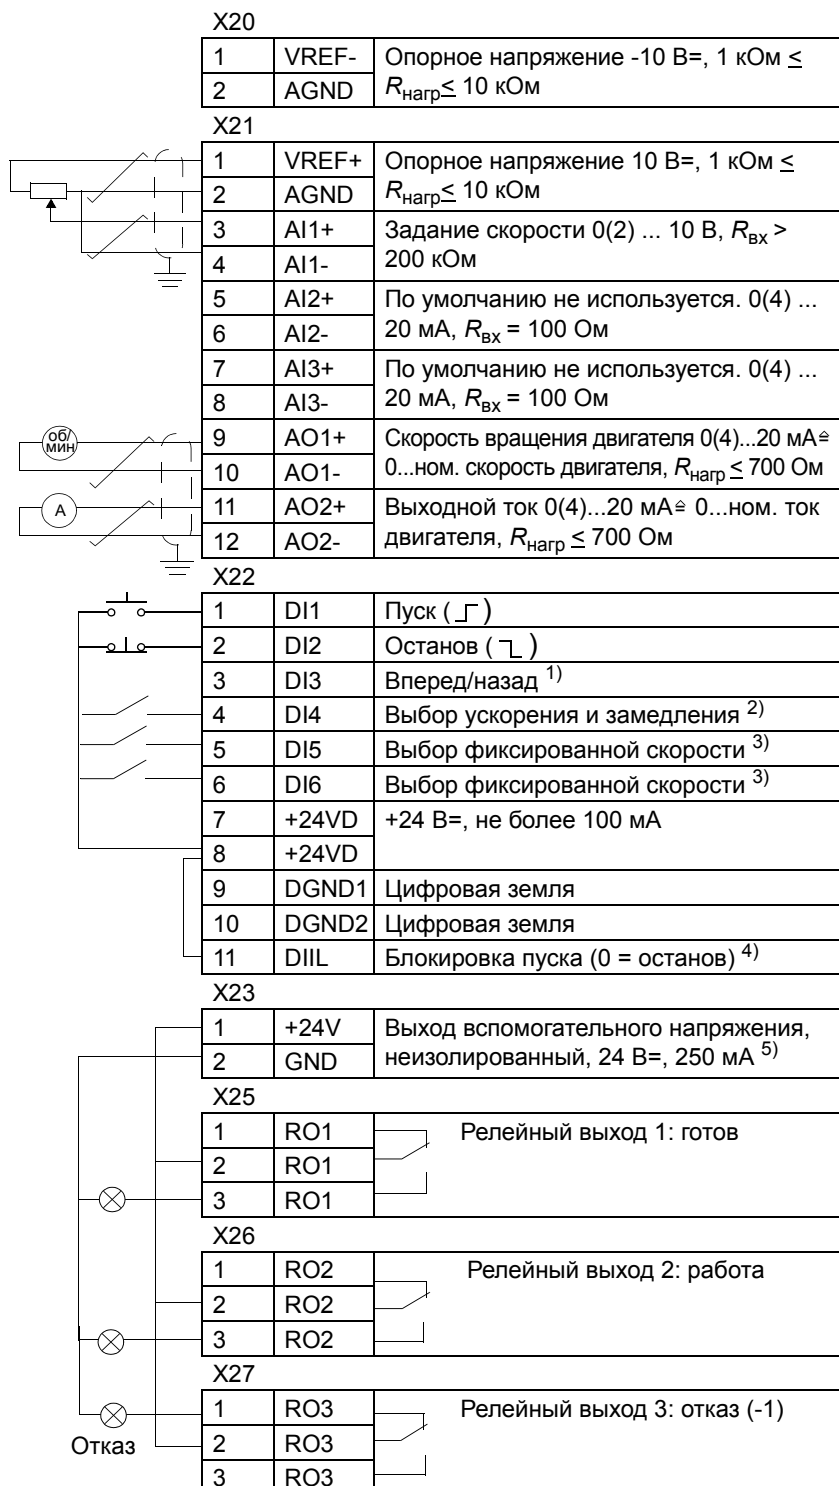 X20
1 VREF- Опорное напряжение -10 В=, 1 кОм ≤
2 AGND Rнагр≤ 10 кОм
X21
1 VREF+ Опорное напряжение 10 В=, 1 кОм ≤
2 AGND Rнагр≤ 10 кОм
3 AI1+ Задание скорости 0(2) ... 10 В, Rвх >
4 AI1- 200 кОм
5 AI2+ По умолчанию не используется. 0(4) ...
6 AI2- 20 мА, Rвх = 100 Ом
7 AI3+ По умолчанию не используется. 0(4) ...
8 AI3- 20 мА, Rвх = 100 Ом
об/
мин
9 AO1+ Скорость вращения двигателя 0(4)...20 мА≙
10 AO1- 0...ном. скорость двигателя, Rнагр ≤ 700 Ом
A
11 AO2+ Выходной ток 0(4)...20 мА≙ 0...ном. ток
12 AO2- двигателя, Rнагр ≤ 700 Ом
X22
1 DI1 Пуск ( )
2 DI2 Останов ( )
3 DI3 Вперед/назад 1)
4 DI4 Выбор ускорения и замедления 2)
5 DI5 Выбор фиксированной скорости 3)
6 DI6 Выбор фиксированной скорости 3)
7 +24VD +24 В=, не более 100 мА
8 +24VD
9 DGND1 Цифровая земля
10 DGND2 Цифровая земля
11 DIIL Блокировка пуска (0 = останов) 4)
X23
1 +24V Выход вспомогательного напряжения,
2 GND неизолированный, 24 В=, 250 мА 5)
X25
1 RO1 Релейный выход 1: готов
2 RO1
3 RO1
X26
1 RO2 Релейный выход 2: работа
2 RO2
3 RO2
X27
1 RO3 Релейный выход 3: отказ (-1)
Отказ
2 RO3
3 RO3